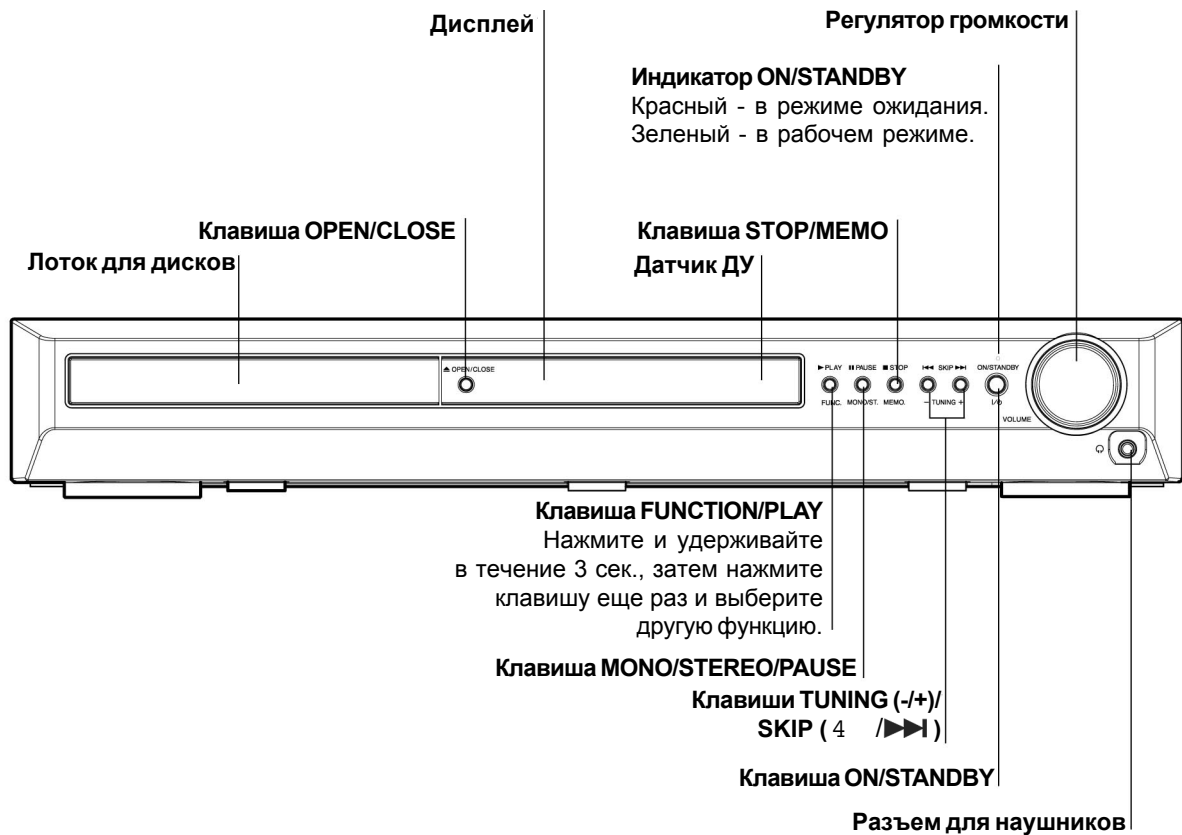 Дисплей
Регулятор громкости
Индикатор ON/STANDBY
Красный - в режиме ожидания.
Зеленый - в рабочем режиме.
Клавиша OPEN/CLOSE
Клавиша STOP/MEMO
Лоток для дисков
Датчик ДУ
⏏ OPEN/CLOSE
► PLAY ❚❚ PAUSE ■ STOP ⏮ SKIP ⏭ ON/STANDBY
FUNC. MONO/ST. MEMO. − TUNING + I/⏻
VOLUME
Клавиша FUNCTION/PLAY
Нажмите и удерживайте
в течение 3 сек., затем нажмите
клавишу еще раз и выберите
другую функцию.
Клавиша MONO/STEREO/PAUSE
Клавиши TUNING (-/+)/
SKIP ( 4 /►►I )
Клавиша ON/STANDBY
Разъем для наушников